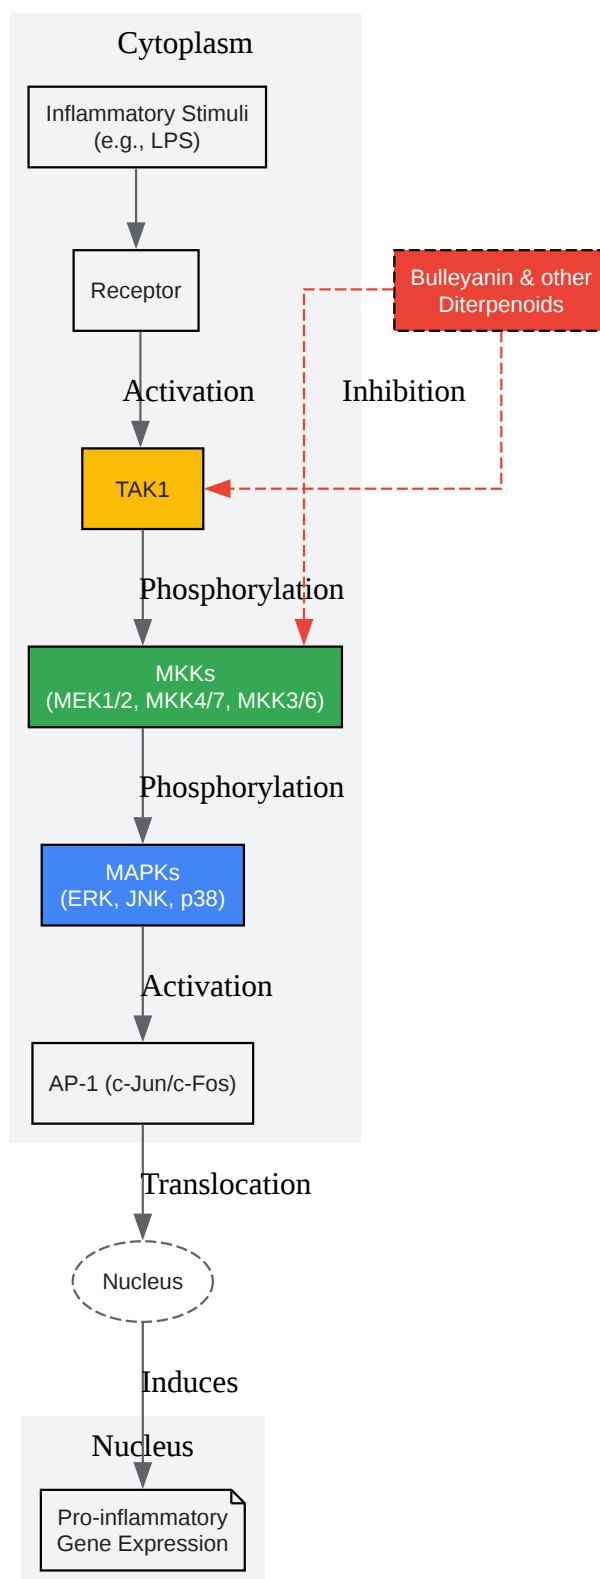 Cytoplasm
Inflammatory Stimuli
(e.g., LPS)
Receptor
Bulleyanin & other
Diterpenoids
Activation
Inhibition
TAK1
Phosphorylation
MKKs
(MEK1/2, MKK4/7, MKK3/6)
Phosphorylation
MAPKs
(ERK, JNK, p38)
Activation
AP-1 (c-Jun/c-Fos)
Translocation
Nucleus
Induces
Nucleus
Pro-inflammatory
Gene Expression